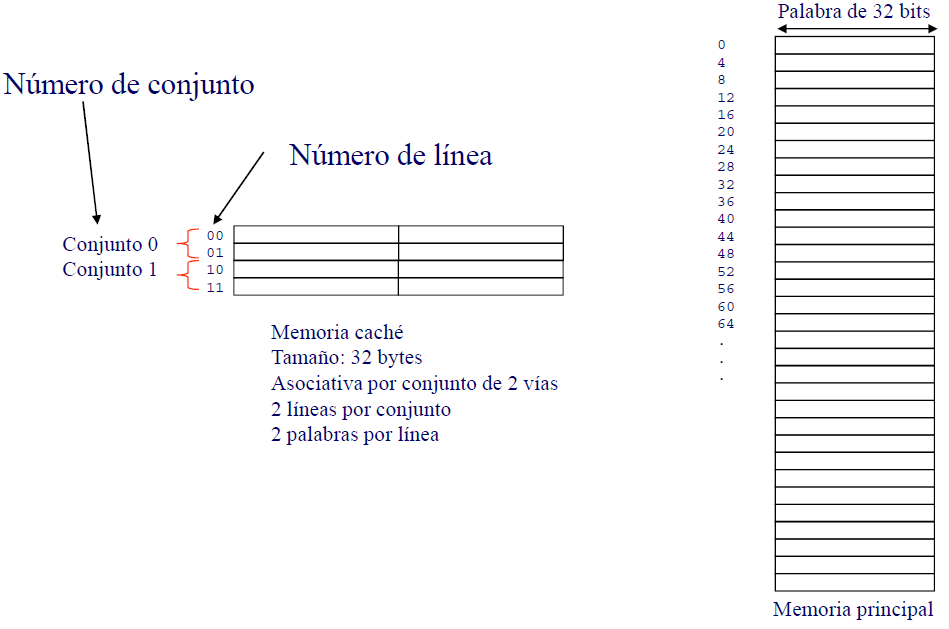 Palabra de 32 bits
Número de conjunto
Número de línea
Conjunto 0
Conjunto 1
00
01
10
11
Memoria caché
Tamaño: 32 bytes
Asociativa por conjunto de 2 vías
2 líneas por conjunto
2 palabras por línea
0
4
8
12
16
20
24
28
32
36
40
44
48
52
56
60
64
.
.
.
Memoria principal